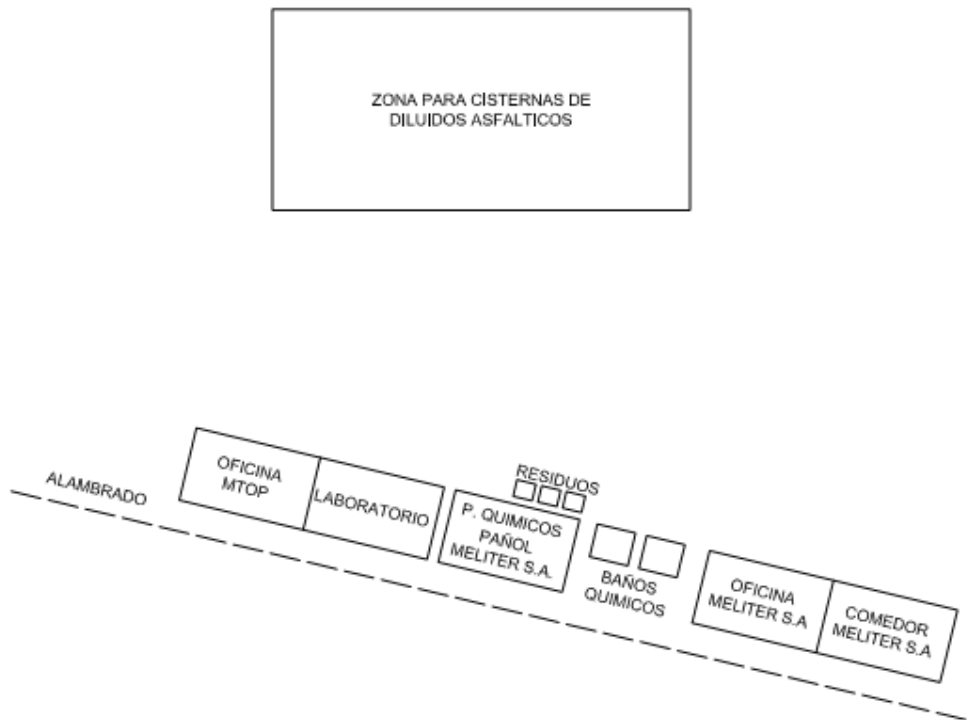 ZONA PARA CISTERNAS DE
DILUIDOS ASFALTICOS
ALAMBRADO
OFICINA
MTOP
LABORATORIO
RESIDUOS
P. QUIMICOS
PAÑOL
MELITER S.A.
BAÑOS
QUIMICOS
OFICINA
MELITER S.A
COMEDOR
MELITER S.A